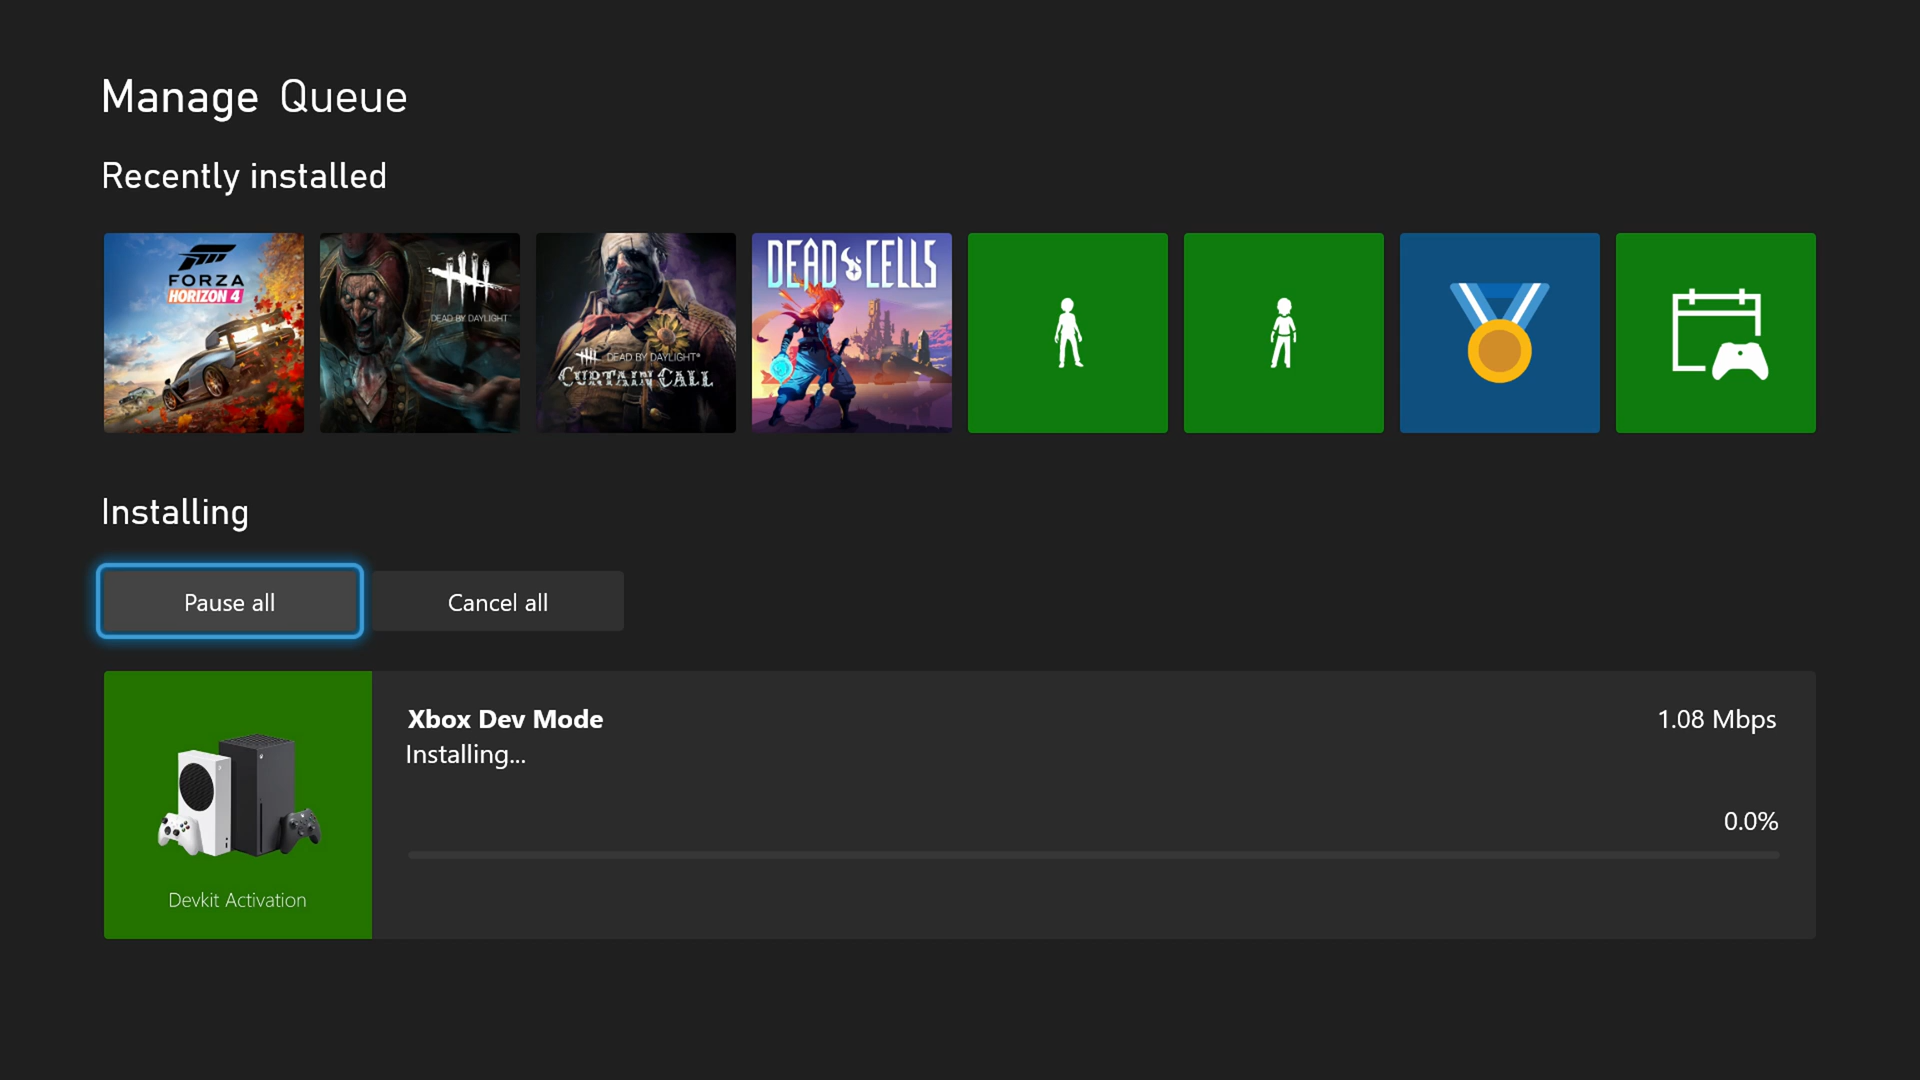 Manage Queue
Recently installed
FORZA
HORIZON 4
DEAD BY DAYLIGHT
DEAD BY DAYLIGHT®
CURTAIN CALL
DEAD CELLS
Installing
Pause all
Cancel all
Xbox Dev Mode
1.08 Mbps
Installing...
0.0%
Devkit Activation